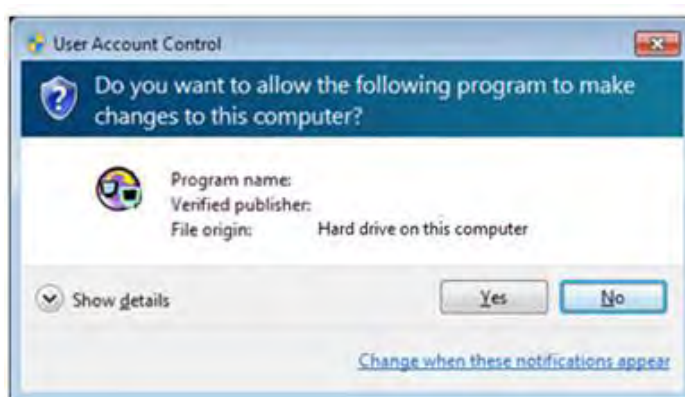 User Account Control
Do you want to allow the following program to make
changes to this computer?
Program name:
Verified publisher:
File origin: Hard drive on this computer
Show details
Yes No
Change when these notifications appear